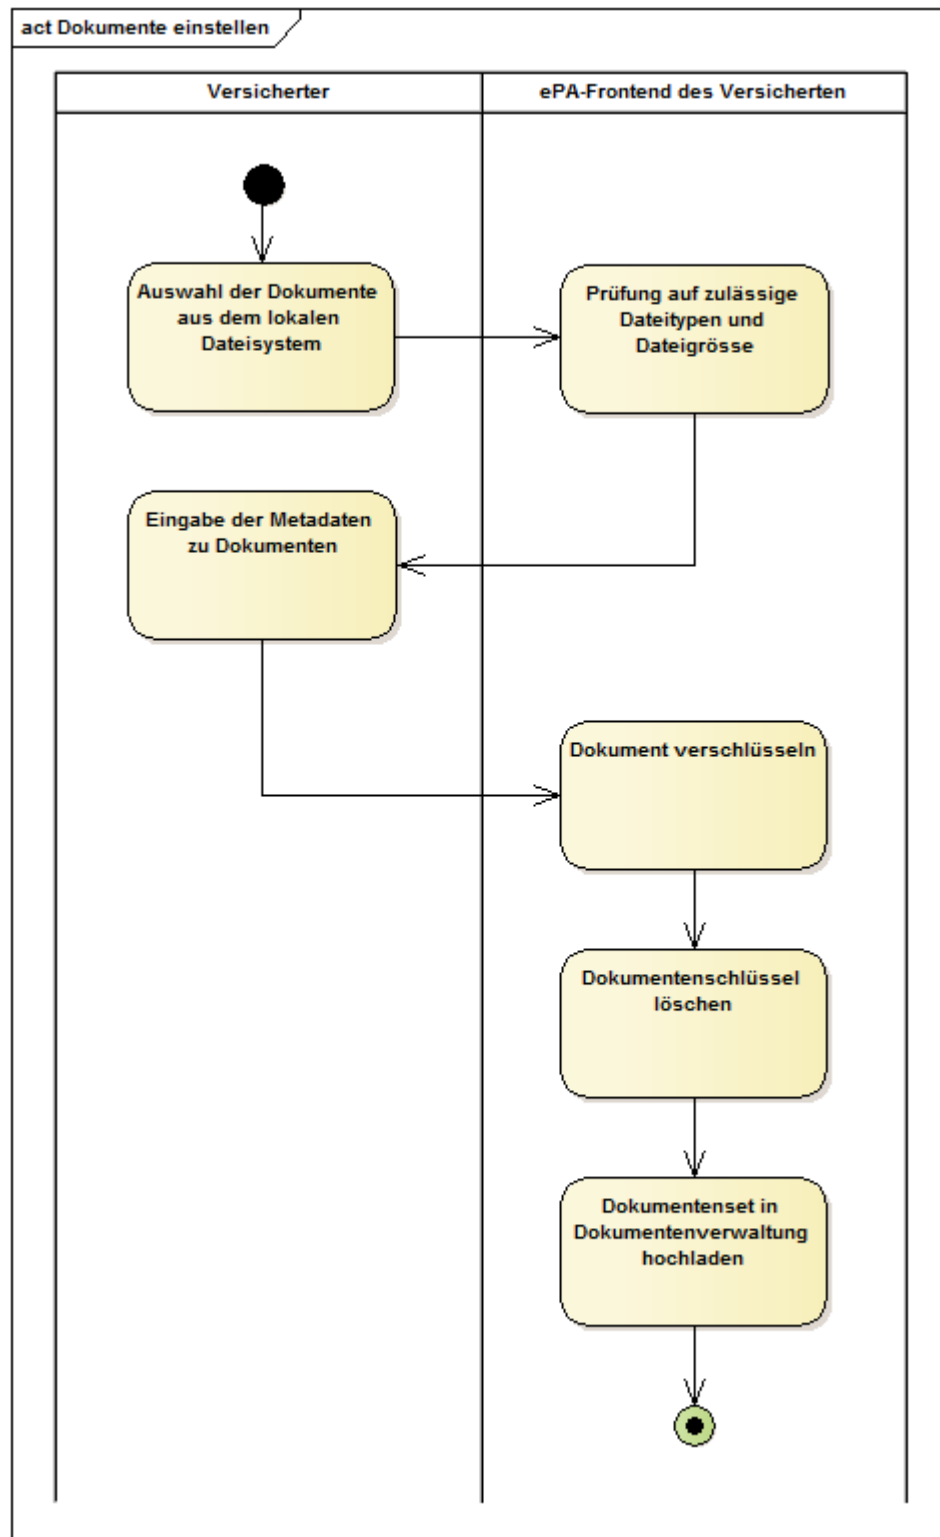 act Dokumente einstellen
Versicherter
ePA-Frontend des Versicherten
Auswahl der Dokumente
aus dem lokalen
Dateisystem
Prüfung auf zulässige
Dateitypen und
Dateigrösse
Eingabe der Metadaten
zu Dokumenten
Dokument verschlüsseln
Dokumentenschlüssel
löschen
Dokumentenset in
Dokumentenverwaltung
hochladen